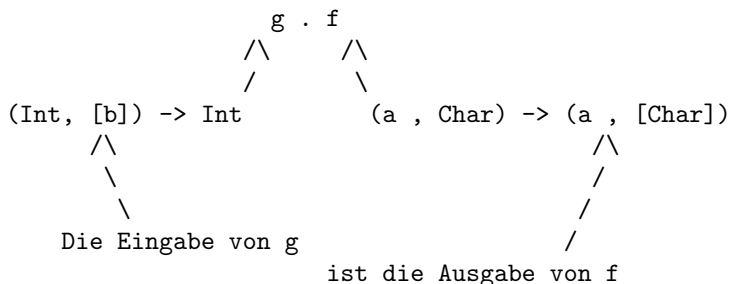 g . f
(Int, [b]) -> Int (a , Char) -> (a , [Char])
Die Eingabe von g
ist die Ausgabe von f